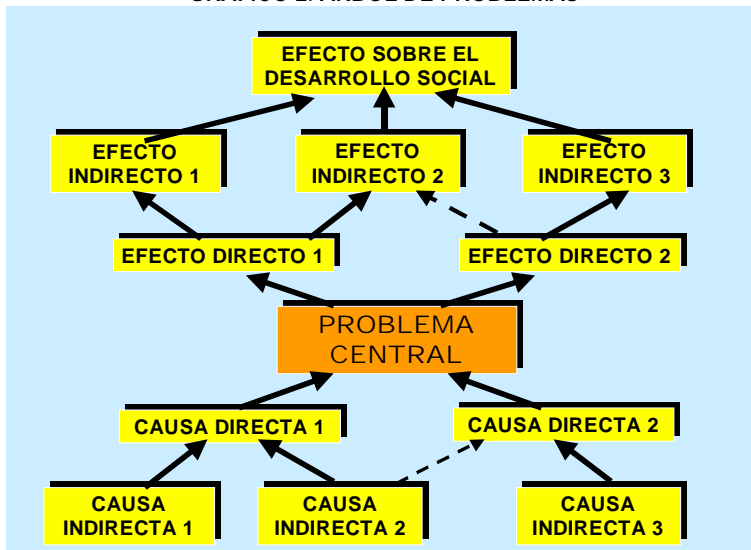 EFECTO SOBRE EL
DESARROLLO SOCIAL
EFECTO
INDIRECTO 1
EFECTO
INDIRECTO 2
EFECTO
INDIRECTO 3
EFECTO DIRECTO 1
EFECTO DIRECTO 2
PROBLEMA
CENTRAL
CAUSA DIRECTA 1
CAUSA DIRECTA 2
CAUSA
INDIRECTA 1
CAUSA
INDIRECTA 2
CAUSA
INDIRECTA 3